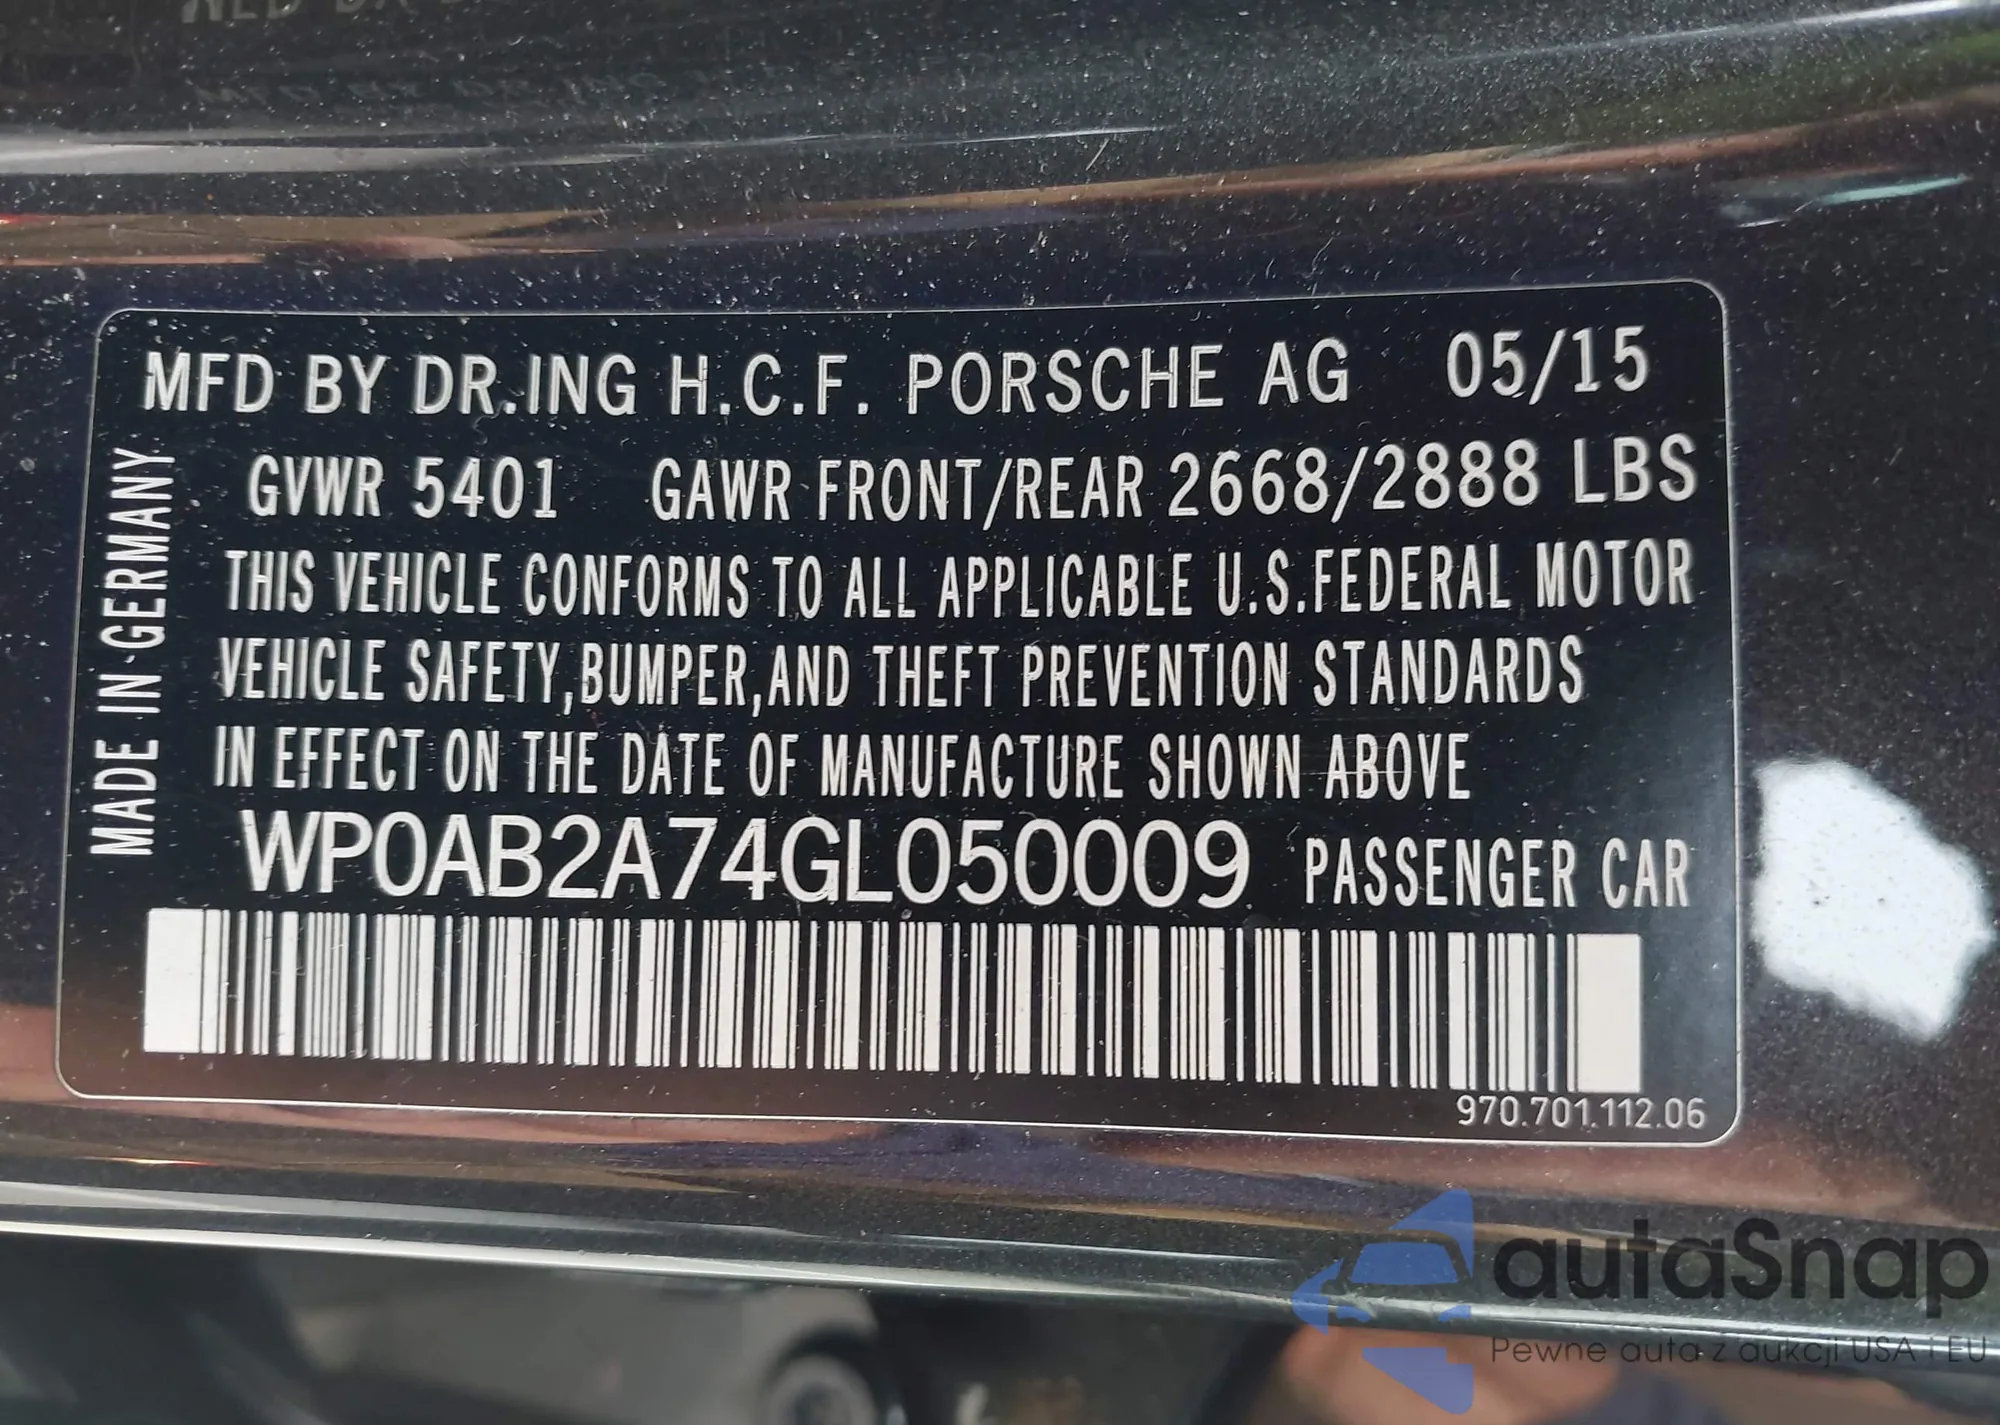 MFD BY DR.ING H.C.F. PORSCHE AG 05/15
GVWR 5401 GAWR FRONT/REAR 2668/2888 LBS
THIS VEHICLE CONFORMS TO ALL APPLICABLE U.S.FEDERAL MOTOR
VEHICLE SAFETY,BUMPER,AND THEFT PREVENTION STANDARDS
IN EFFECT ON THE DATE OF MANUFACTURE SHOWN ABOVE
WP0AB2A74GL050009 PASSENGER CAR
MADE IN GERMANY
970.701.112.06
autaSnap
Pewne auta z aukcji USA i EU